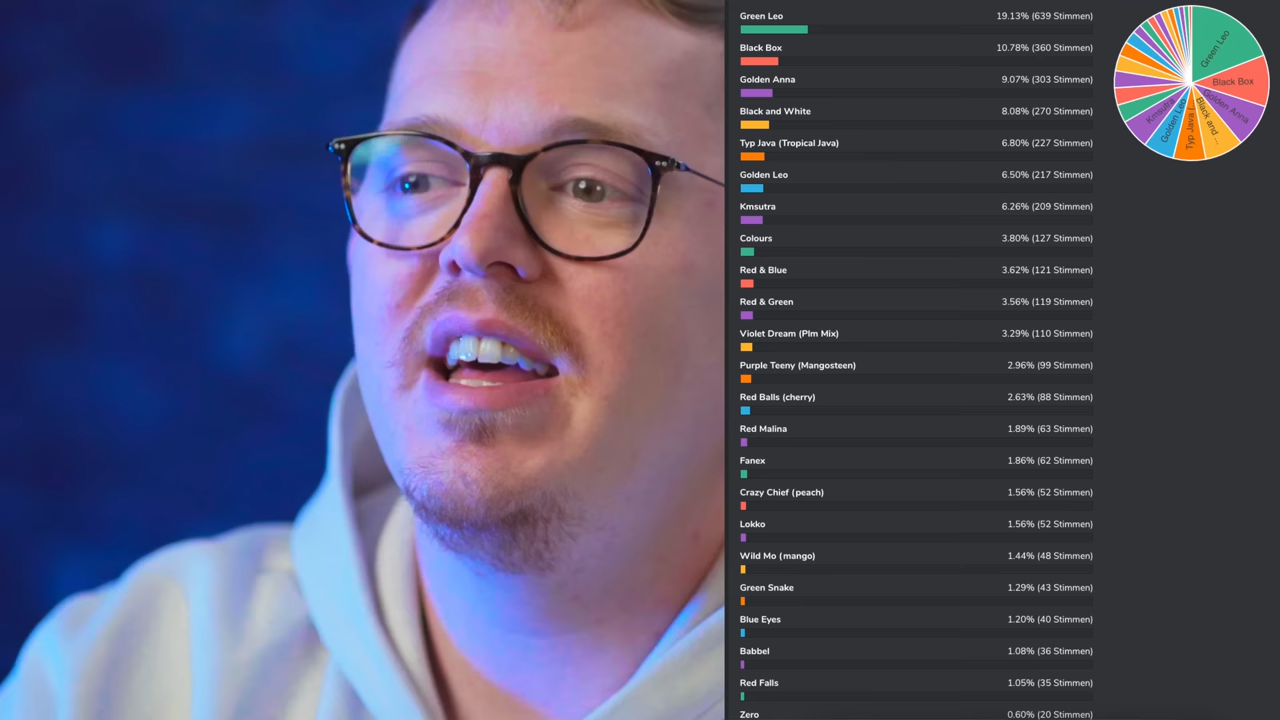 Green Leo 19.13% (639 Stimmen)
Black Box 10.78% (360 Stimmen)
Golden Anna 9.07% (303 Stimmen)
Black and White 8.08% (270 Stimmen)
Typ Java (Tropical Java) 6.80% (227 Stimmen)
Golden Leo 6.50% (217 Stimmen)
Kmsutra 6.26% (209 Stimmen)
Colours 3.80% (127 Stimmen)
Red & Blue 3.62% (121 Stimmen)
Red & Green 3.56% (119 Stimmen)
Violet Dream (Plm Mix) 3.29% (110 Stimmen)
Purple Teeny (Mangosteen) 2.96% (99 Stimmen)
Red Balls (cherry) 2.63% (88 Stimmen)
Red Malina 1.89% (63 Stimmen)
Fanex 1.86% (62 Stimmen)
Crazy Chief (peach) 1.56% (52 Stimmen)
Lokko 1.56% (52 Stimmen)
Wild Mo (mango) 1.44% (48 Stimmen)
Green Snake 1.29% (43 Stimmen)
Blue Eyes 1.20% (40 Stimmen)
Babbel 1.08% (36 Stimmen)
Red Falls 1.05% (35 Stimmen)
Zero 0.60% (20 Stimmen)
Green Leo
Black Box
Golden Anna
Black and ...
Typ Java (...
Golden Leo
Kmsutra